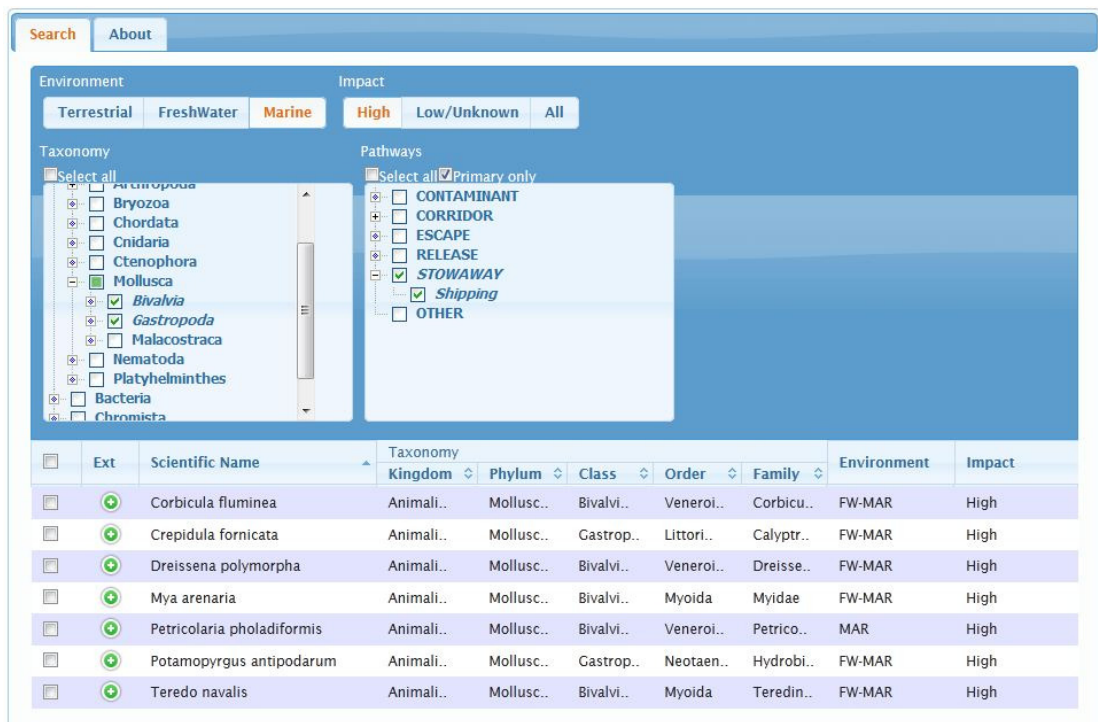 Search About
Environment Impact
Terrestrial FreshWater Marine High Low/Unknown All
Taxonomy Pathways
Select all Select all Primary only
Arthropoda CONTAMINANT
Bryozoa CORRIDOR
Chordata ESCAPE
Cnidaria RELEASE
Ctenophora STOWAWAY
Mollusca Shipping
Bivalvia OTHER
Gastropoda
Malacostraca
Nematoda
Platyhelminthes
Bacteria
Chromista
Ext Scientific Name Taxonomy Environment Impact
Kingdom Phylum Class Order Family
Corbicula fluminea Animali.. Mollusc.. Bivalvi.. Veneroi.. Corbicu.. FW-MAR High
Crepidula fornicata Animali.. Mollusc.. Gastrop.. Littori.. Calyptr.. FW-MAR High
Dreissena polymorpha Animali.. Mollusc.. Bivalvi.. Veneroi.. Dreisse.. FW-MAR High
Mya arenaria Animali.. Mollusc.. Bivalvi.. Myoida Myidae FW-MAR High
Petricolaria pholadiformis Animali.. Mollusc.. Bivalvi.. Veneroi.. Petrico.. MAR High
Potamopyrgus antipodarum Animali.. Mollusc.. Gastrop.. Neotaen.. Hydrobi.. FW-MAR High
Teredo navalis Animali.. Mollusc.. Bivalvi.. Myoida Teredin.. FW-MAR High